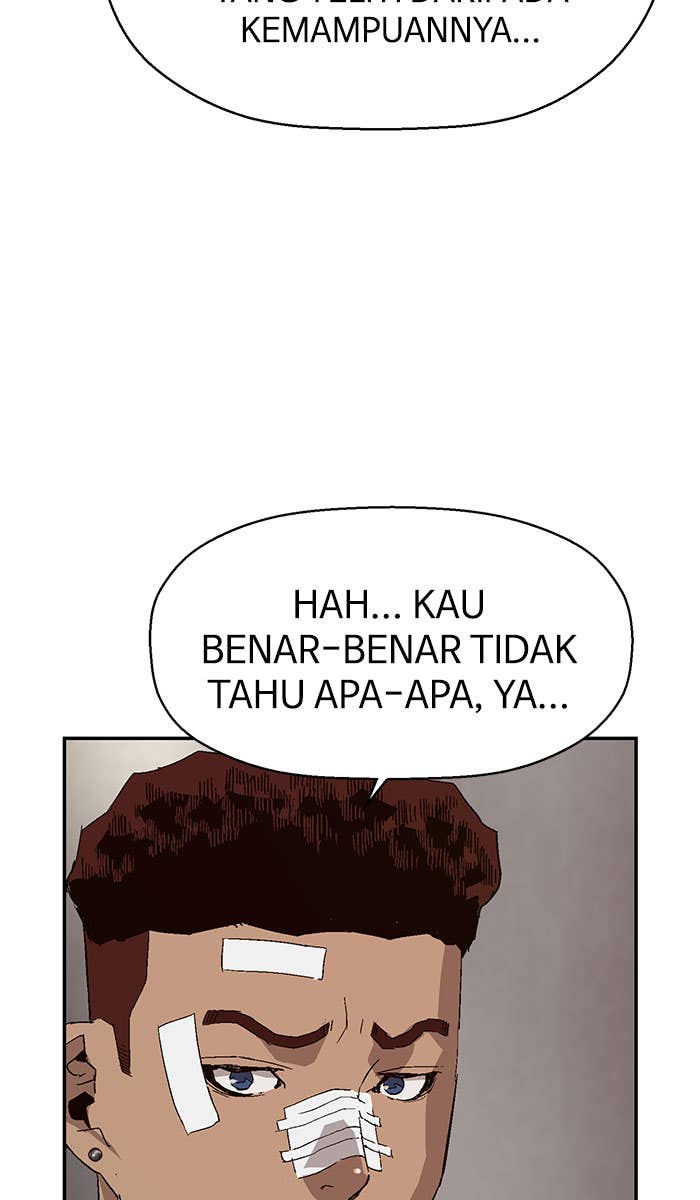 KEMAMPUANNYA...
HAH... KAU
BENAR-BENAR TIDAK
TAHU APA-APA, YA...